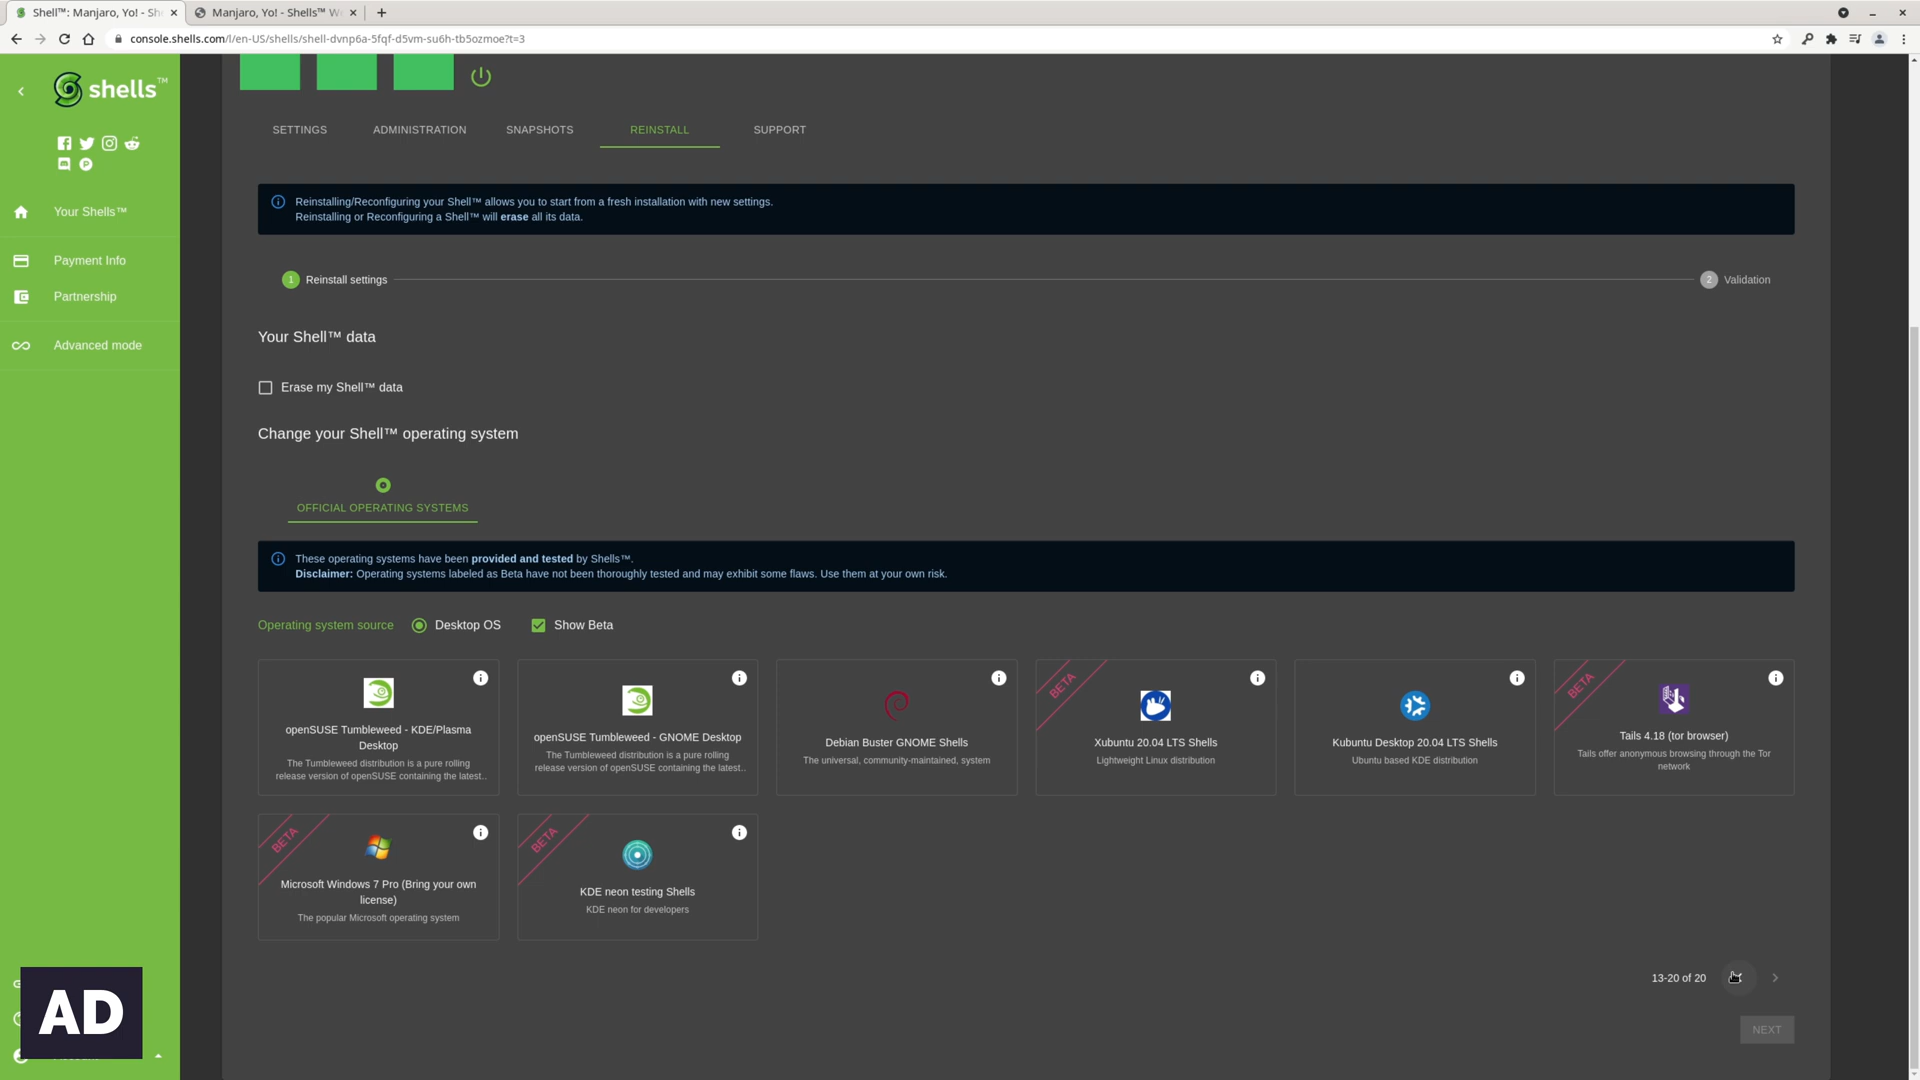 Shell™: Manjaro, Yo! - Sh
Manjaro, Yo! - Shells™ W
console.shells.com/l/en-US/shells/shell-dvnp6a-5fqf-d5vm-su6h-tb5ozmoe?t=3
shells™
Your Shells™
Payment Info
Partnership
Advanced mode
AD
SETTINGS
ADMINISTRATION
SNAPSHOTS
REINSTALL
SUPPORT
Reinstalling/Reconfiguring your Shell™ allows you to start from a fresh installation with new settings.
Reinstalling or Reconfiguring a Shell™ will erase all its data.
1 Reinstall settings
2 Validation
Your Shell™ data
Erase my Shell™ data
Change your Shell™ operating system
OFFICIAL OPERATING SYSTEMS
These operating systems have been provided and tested by Shells™.
Disclaimer: Operating systems labeled as Beta have not been thoroughly tested and may exhibit some flaws. Use them at your own risk.
Operating system source Desktop OS Show Beta
openSUSE Tumbleweed - KDE/Plasma
Desktop
The Tumbleweed distribution is a pure rolling
release version of openSUSE containing the latest..
openSUSE Tumbleweed - GNOME Desktop
The Tumbleweed distribution is a pure rolling
release version of openSUSE containing the latest..
Debian Buster GNOME Shells
The universal, community-maintained, system
BETA
Xubuntu 20.04 LTS Shells
Lightweight Linux distribution
Kubuntu Desktop 20.04 LTS Shells
Ubuntu based KDE distribution
BETA
Tails 4.18 (tor browser)
Tails offer anonymous browsing through the Tor
network
BETA
Microsoft Windows 7 Pro (Bring your own
license)
The popular Microsoft operating system
BETA
KDE neon testing Shells
KDE neon for developers
13-20 of 20
NEXT